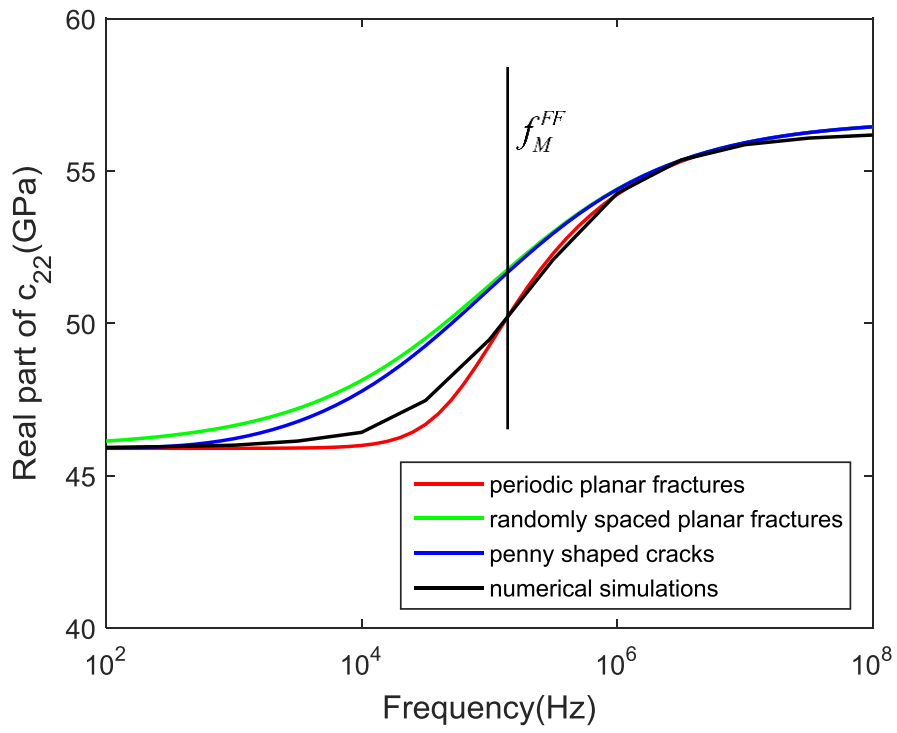 60
55
50
45
40
Real part of c22(GPa)
f_M^FF
periodic planar fractures
randomly spaced planar fractures
penny shaped cracks
numerical simulations
10^2
10^4
10^6
10^8
Frequency(Hz)